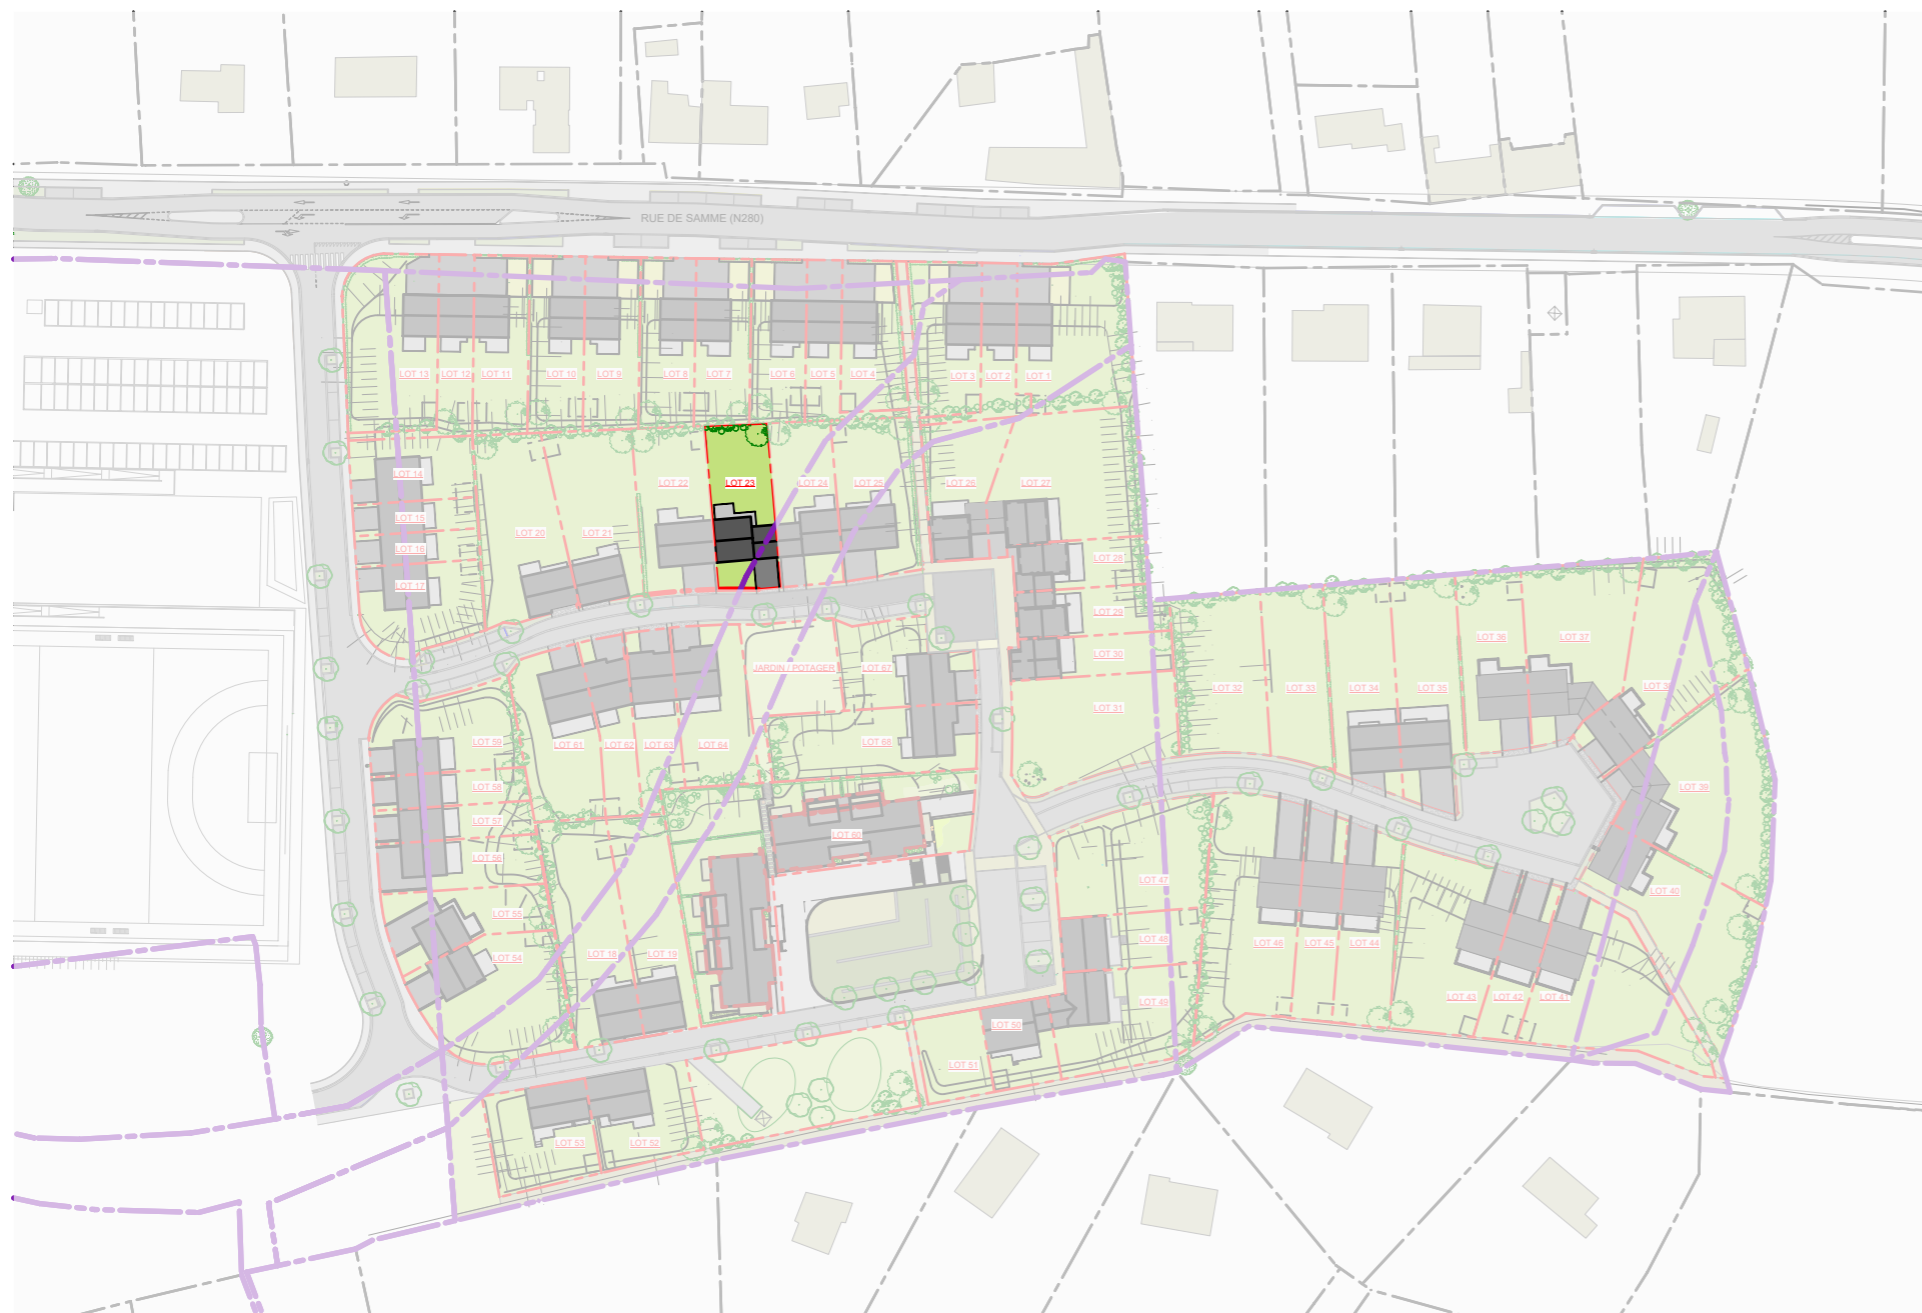 RUE DE SAMME (N280)
LOT 13
LOT 12
LOT 11
LOT 10
LOT 9
LOT 8
LOT 7
LOT 6
LOT 5
LOT 4
LOT 3
LOT 2
LOT 1
LOT 14
LOT 22
LOT 23
LOT 24
LOT 25
LOT 26
LOT 27
LOT 15
LOT 20
LOT 21
LOT 16
LOT 28
LOT 17
LOT 29
LOT 36
LOT 37
LOT 30
JARDIN / POTAGER
LOT 67
LOT 32
LOT 33
LOT 34
LOT 35
LOT 31
LOT 59
LOT 61
LOT 62
LOT 63
LOT 64
LOT 68
LOT 58
LOT 39
LOT 57
LOT 60
LOT 56
LOT 47
LOT 40
LOT 55
LOT 48
LOT 46
LOT 45
LOT 44
LOT 54
LOT 18
LOT 19
LOT 49
LOT 43
LOT 42
LOT 41
LOT 50
LOT 51
LOT 53
LOT 52